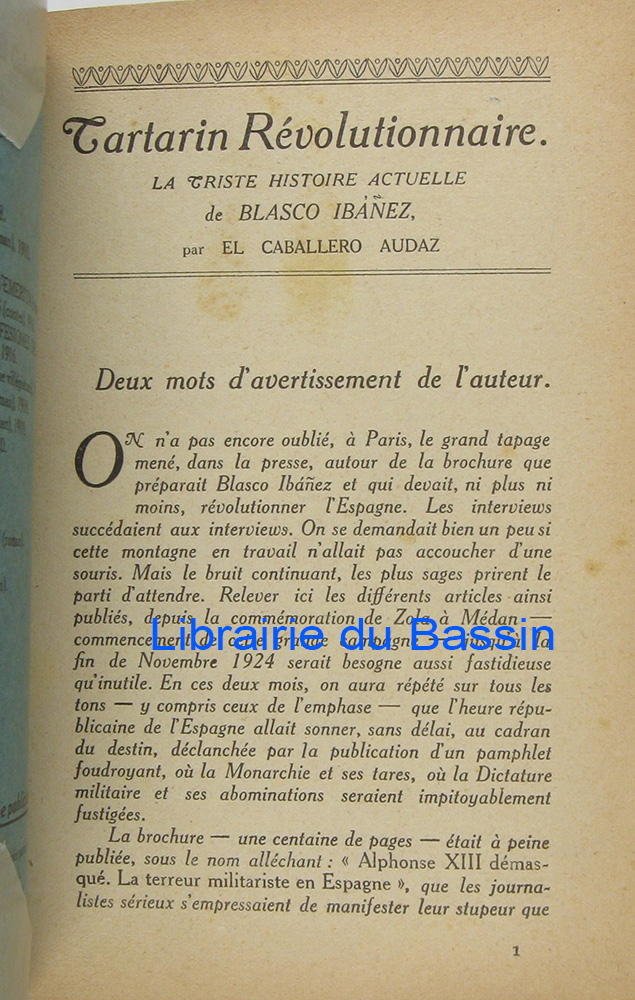 Tartarin Révolutionnaire.
LA TRISTE HISTOIRE ACTUELLE
de BLASCO IBÁÑEZ,
par EL CABALLERO AUDAZ
Deux mots d'avertissement de l'auteur.
ON n'a pas encore oublié, à Paris, le grand tapage
mené, dans la presse, autour de la brochure que
préparait Blasco Ibáñez et qui devait, ni plus ni
moins, révolutionner l'Espagne. Les interviews
succédaient aux interviews. On se demandait bien un peu si
cette montagne en travail n'allait pas accoucher d'une
souris. Mais le bruit continuant, les plus sages prirent le
parti d'attendre. Relever ici les différents articles ainsi
publiés, depuis la commémoration de Zola à Médan —
commencement de cette grande jusqu'à la
Librairie du Bassin
fin de Novembre 1924 serait besogne aussi fastidieuse
qu'inutile. En ces deux mois, on aura répété sur tous les
tons — y compris ceux de l'emphase — que l'heure répu-
blicaine de l'Espagne allait sonner, sans délai, au cadran
du destin, déclanchée par la publication d'un pamphlet
foudroyant, où la Monarchie et ses tares, où la Dictature
militaire et ses abominations seraient impitoyablement
fustigées.
La brochure — une centaine de pages — était à peine
publiée, sous le nom alléchant : « Alphonse XIII démas-
qué. La terreur militariste en Espagne », que les journa-
listes sérieux s'empressaient de manifester leur stupeur que
1